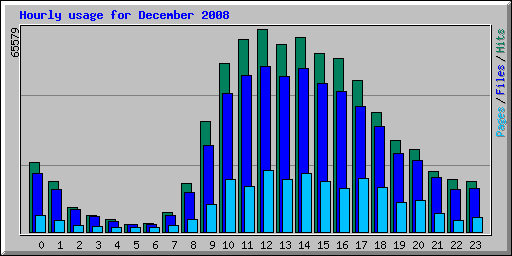 Hourly usage for December 2008
65579
Pages / Files / Hits
0 1 2 3 4 5 6 7 8 9 10 11 12 13 14 15 16 17 18 19 20 21 22 23